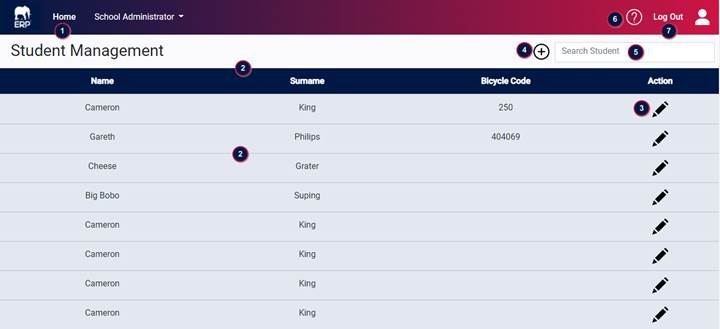 ERP Home School Administrator 6 ? Log Out
1 7
Student Management 4 Search Student 5
2
Name Surname Bicycle Code Action
Cameron King 250 3
Gareth Philips 404069
2
Cheese Grater
Big Bobo Suping
Cameron King
Cameron King
Cameron King
Cameron King